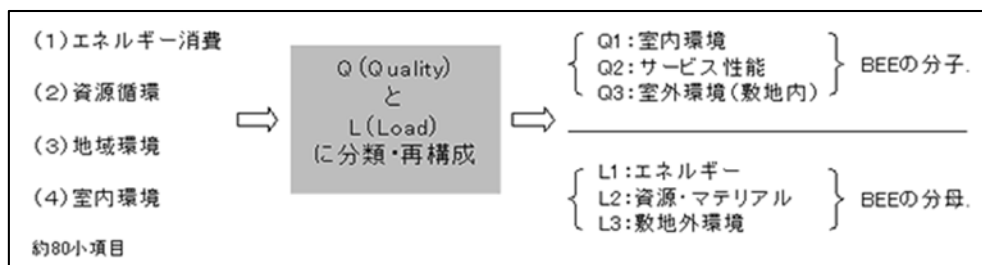 (1)エネルギー消費
(2)資源循環
(3)地域環境
(4)室内環境
約80小項目
Q(Quality)
と
L(Load)
に分類・再構成
Q1:室内環境
Q2:サービス性能
Q3:室外環境(敷地内)
BEEの分子.
L1:エネルギー
L2:資源・マテリアル
L3:敷地外環境
BEEの分母.